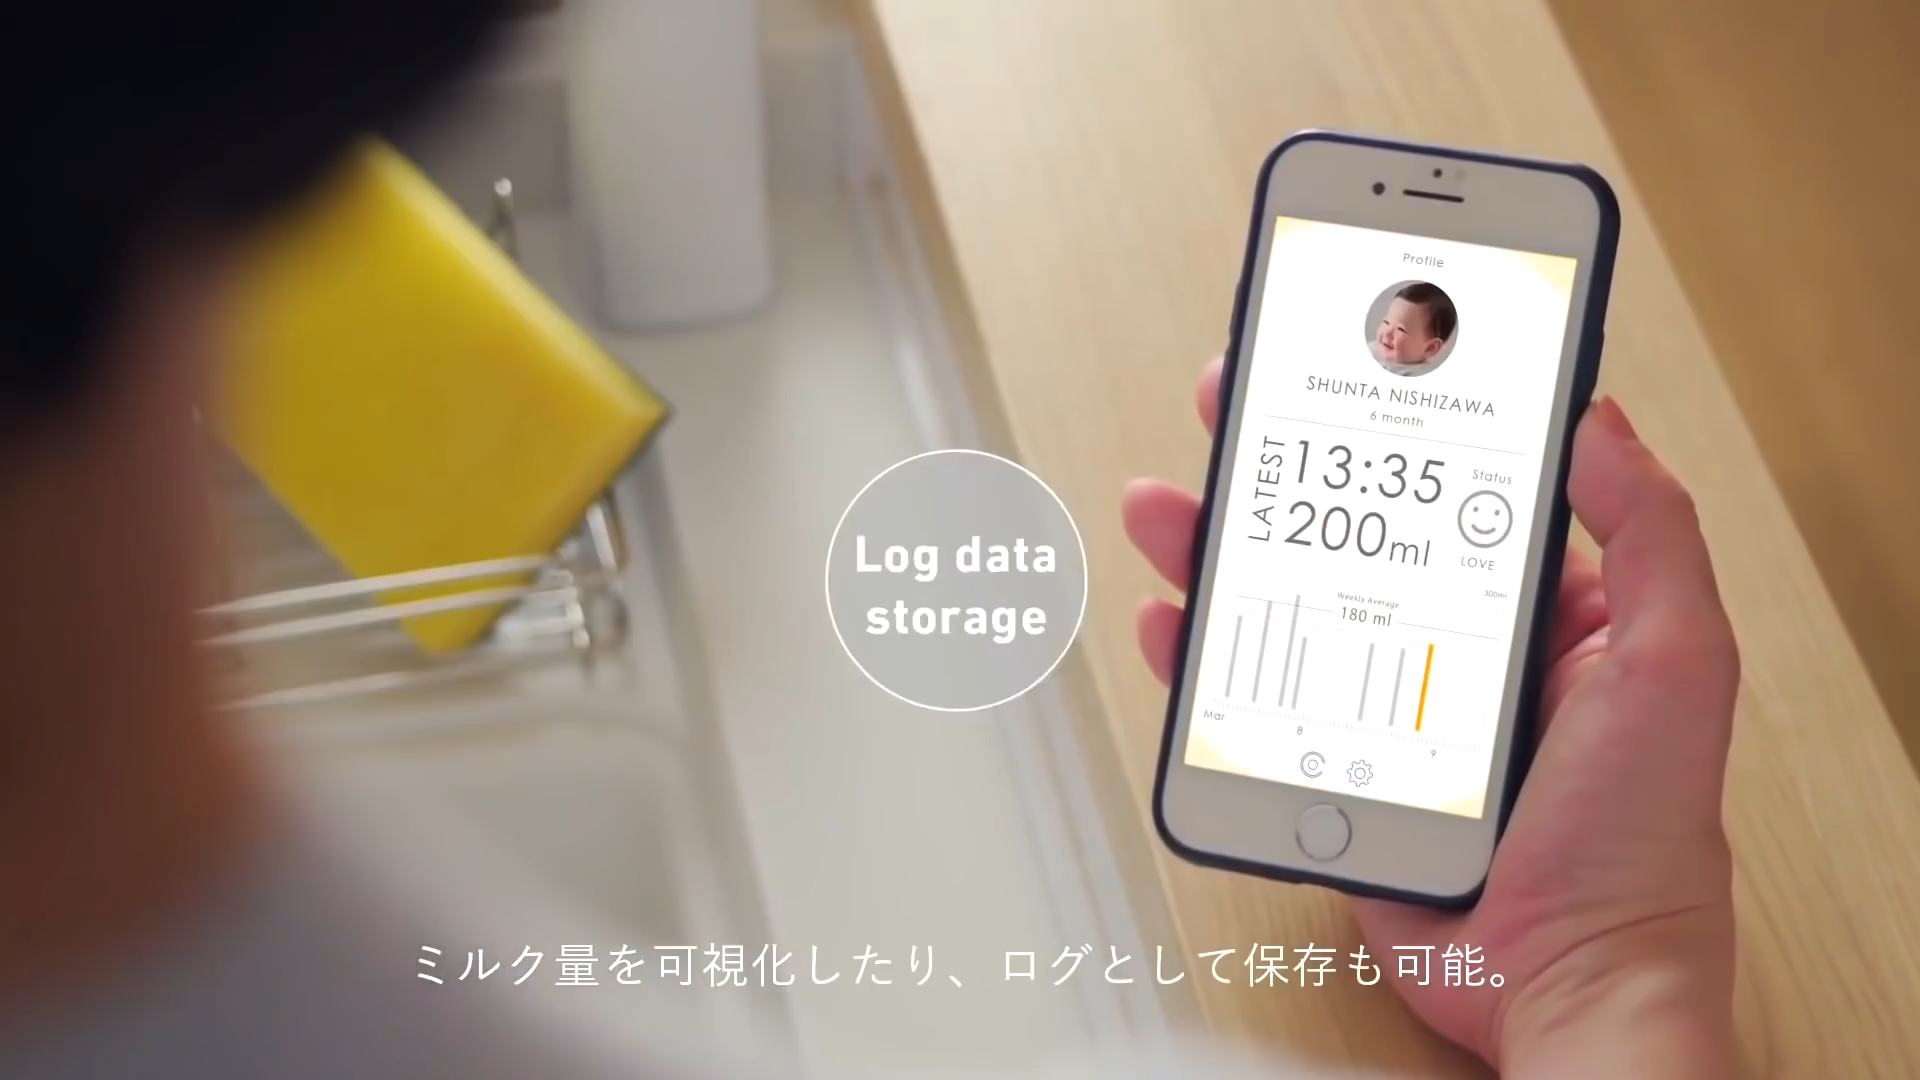 Profile
SHUNTA NISHIZAWA
6 month
LATEST
13:35
200ml
Status
LOVE
300ml
Weekly Average
180 ml
Mar
8
9
Log data
storage
ミルク量を可視化したり、ログとして保存も可能。